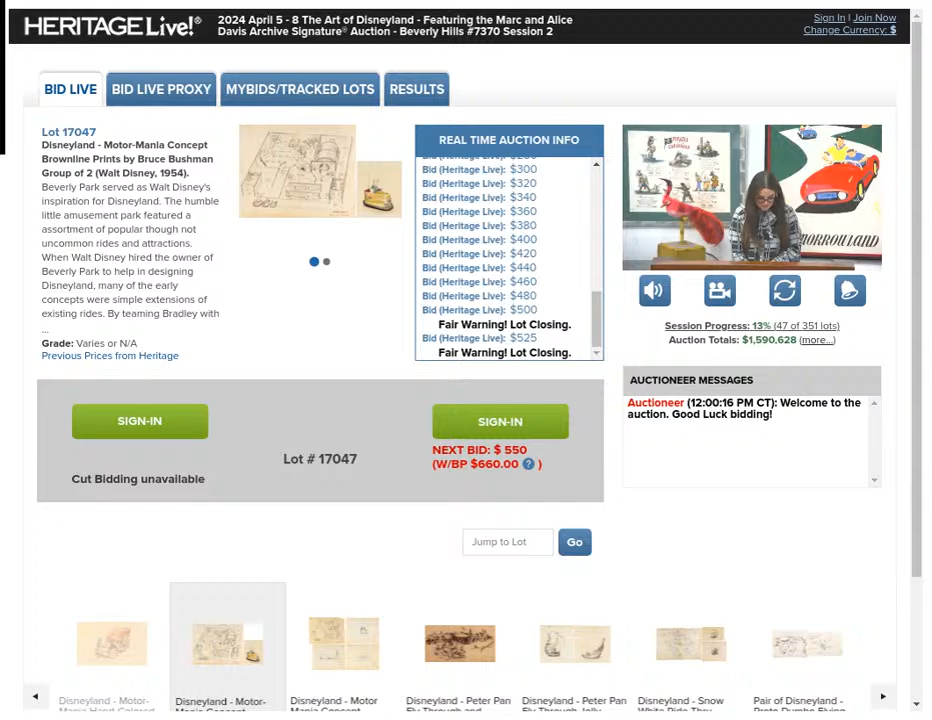 HERITAGE Live!®
2024 April 5 - 8 The Art of Disneyland - Featuring the Marc and Alice
Davis Archive Signature® Auction - Beverly Hills #7370 Session 2
Sign In | Join Now
Change Currency: $
BID LIVE
BID LIVE PROXY
MYBIDS/TRACKED LOTS
RESULTS
Lot 17047
Disneyland - Motor-Mania Concept
Brownline Prints by Bruce Bushman
Group of 2 (Walt Disney, 1954).
Beverly Park served as Walt Disney's
inspiration for Disneyland. The humble
little amusement park featured a
assortment of popular though not
uncommon rides and attractions.
When Walt Disney hired the owner of
Beverly Park to help in designing
Disneyland, many of the early
concepts were simple extensions of
existing rides. By teaming Bradley with
...
Grade: Varies or N/A
Previous Prices from Heritage
REAL TIME AUCTION INFO
Bid (Heritage Live): $300
Bid (Heritage Live): $320
Bid (Heritage Live): $340
Bid (Heritage Live): $360
Bid (Heritage Live): $380
Bid (Heritage Live): $400
Bid (Heritage Live): $420
Bid (Heritage Live): $440
Bid (Heritage Live): $460
Bid (Heritage Live): $480
Bid (Heritage Live): $500
Fair Warning! Lot Closing.
Bid (Heritage Live): $525
Fair Warning! Lot Closing.
Session Progress: 13% (47 of 351 lots)
Auction Totals: $1,590,628 (more...)
AUCTIONEER MESSAGES
Auctioneer (12:00:16 PM CT): Welcome to the
auction. Good Luck bidding!
SIGN-IN
Cut Bidding unavailable
Lot # 17047
SIGN-IN
NEXT BID: $ 550
(W/BP $660.00 ? )
Jump to Lot
Go
Disneyland - Motor-
Disneyland - Motor-
Disneyland - Motor
Disneyland - Peter Pan
Disneyland - Peter Pan
Disneyland - Snow
Pair of Disneyland -